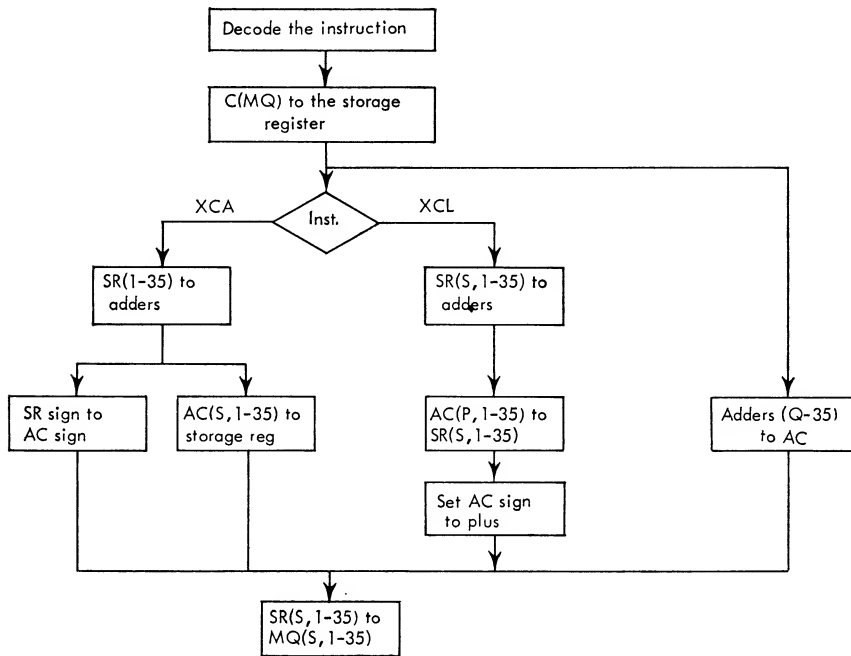 Decode the instruction
C(MQ) to the storage
register
Inst.
XCA
XCL
SR(1-35) to
adders
SR(S,1-35) to
adders
SR sign to
AC sign
AC(S,1-35) to
storage reg
AC(P,1-35) to
SR(S,1-35)
Adders (Q-35)
to AC
Set AC sign
to plus
SR(S,1-35) to
MQ(S,1-35)